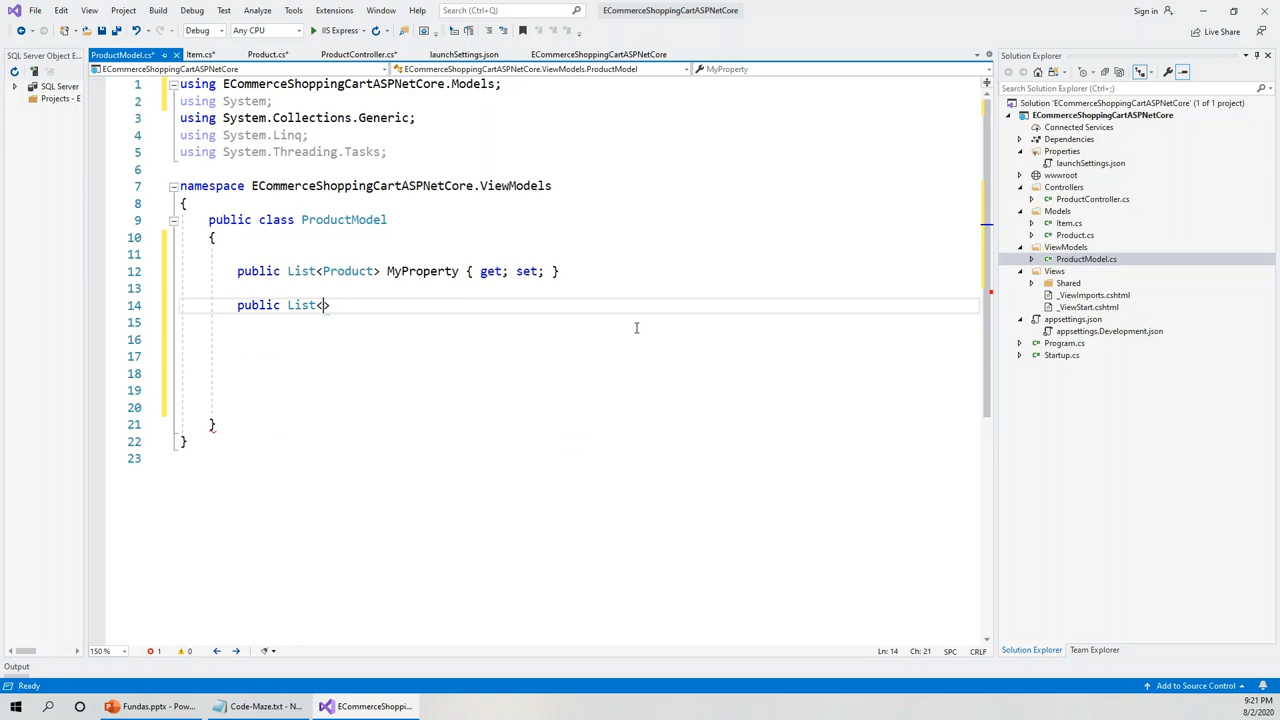 File Edit View Project Build Debug Test Analyze Tools Extensions Window Help Search (Ctrl+Q) ECommerceShoppingCartASPNetCore Sign in
Debug Any CPU IIS Express Live Share
SQL Server Object E...
SQL Server
Projects - E
ProductModel.cs* Item.cs* Product.cs* ProductController.cs* launchSettings.json ECommerceShoppingCartASPNetCore
ECommerceShoppingCartASPNetCore ECommerceShoppingCartASPNetCore.ViewModels.ProductModel MyProperty
1 using ECommerceShoppingCartASPNetCore.Models;
2 using System;
3 using System.Collections.Generic;
4 using System.Linq;
5 using System.Threading.Tasks;
6
7 namespace ECommerceShoppingCartASPNetCore.ViewModels
8 {
9 public class ProductModel
10 {
11
12 public List<Product> MyProperty { get; set; }
13
14 public List<>
15
16
17
18
19
20
21 }
22 }
23
150 % 1 0 Ln: 14 Ch: 21 SPC CRLF
Solution Explorer
Search Solution Explorer (Ctrl+;)
Solution 'ECommerceShoppingCartASPNetCore' (1 of 1 project)
ECommerceShoppingCartASPNetCore
Connected Services
Dependencies
Properties
launchSettings.json
wwwroot
Controllers
ProductController.cs
Models
Item.cs
Product.cs
ViewModels
ProductModel.cs
Views
Shared
_ViewImports.cshtml
_ViewStart.cshtml
appsettings.json
appsettings.Development.json
Program.cs
Startup.cs
Solution Explorer Team Explorer
Output
Ready Add to Source Control
Fundas.pptx - Pow... Code-Maze.txt - N... ECommerceShoppi...
9:21 PM
8/2/2020